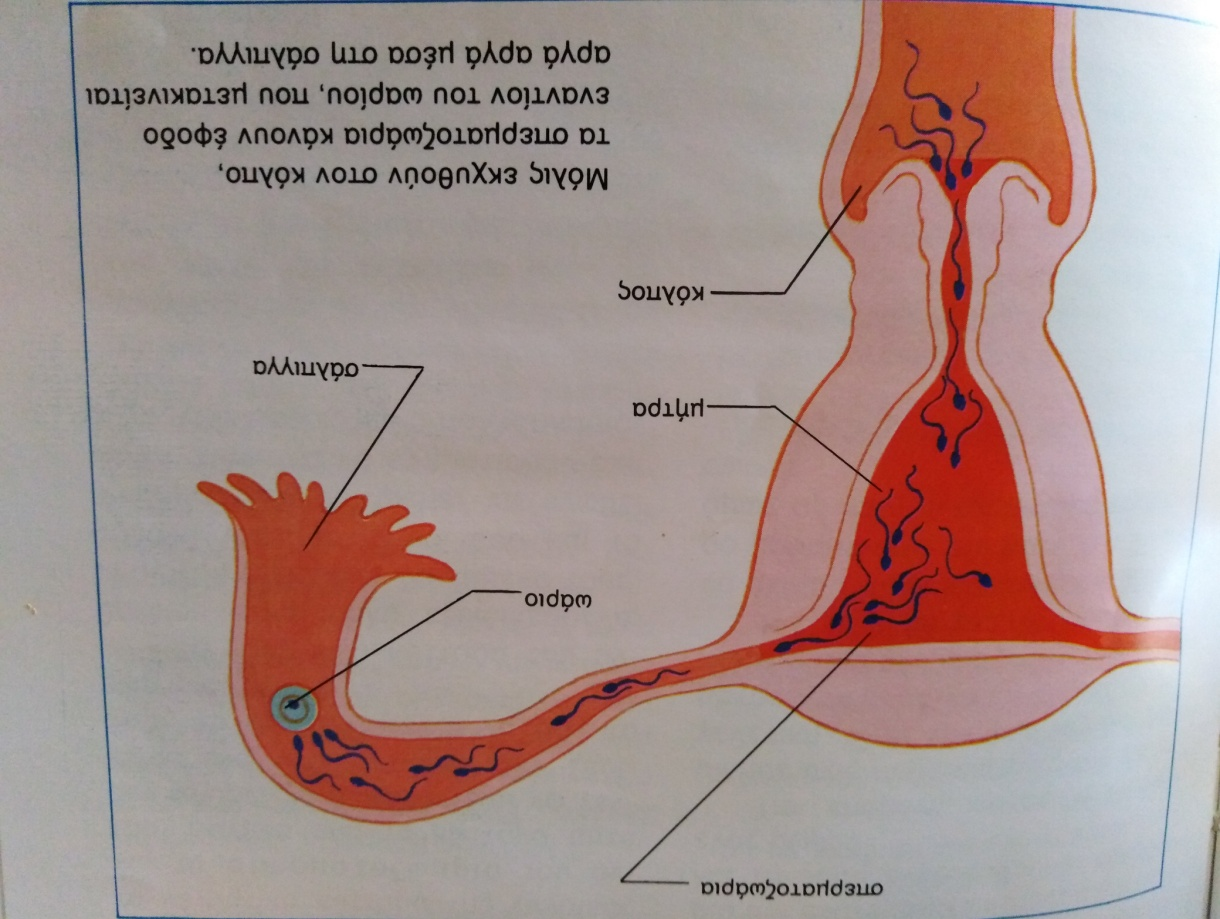 σπερματοζωάρια
ωάριο
μήτρα
σάλπιγγα
κόλπος
Μόλις εκχυθούν στον κόλπο,
τα σπερματοζωάρια κάνουν έφοδο
εναντίον του ωαρίου, που μετακινείται
αργά αργά μέσα στη σάλπιγγα.